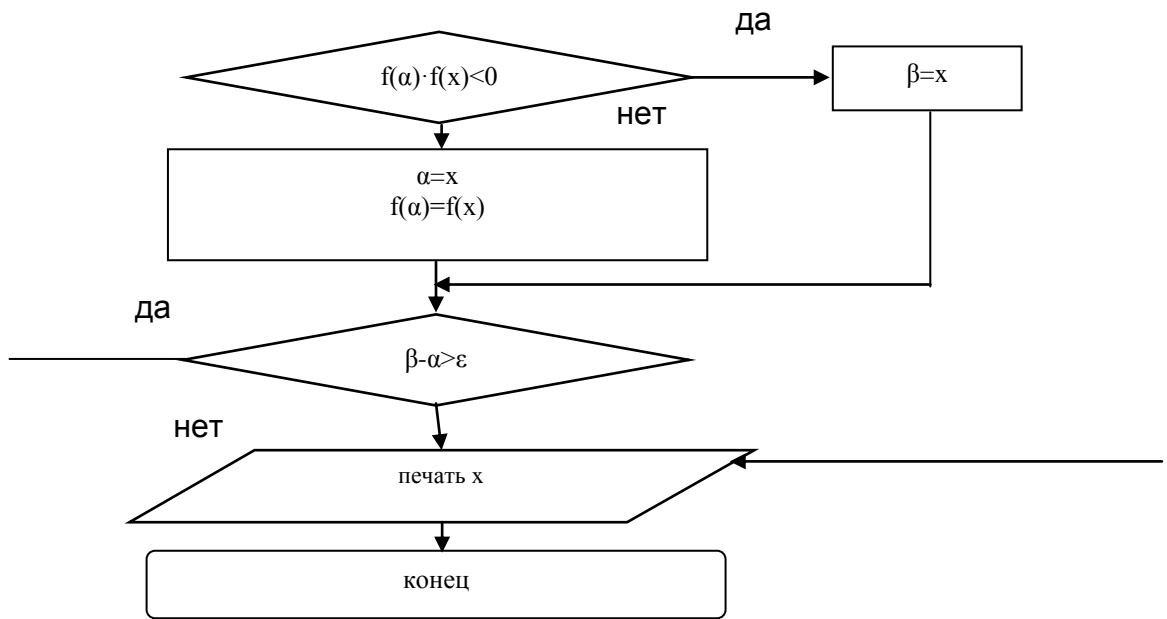 да
f(α)·f(x)<0
β=x
нет
α=x
f(α)=f(x)
да
β-α>ε
нет
печать x
конец